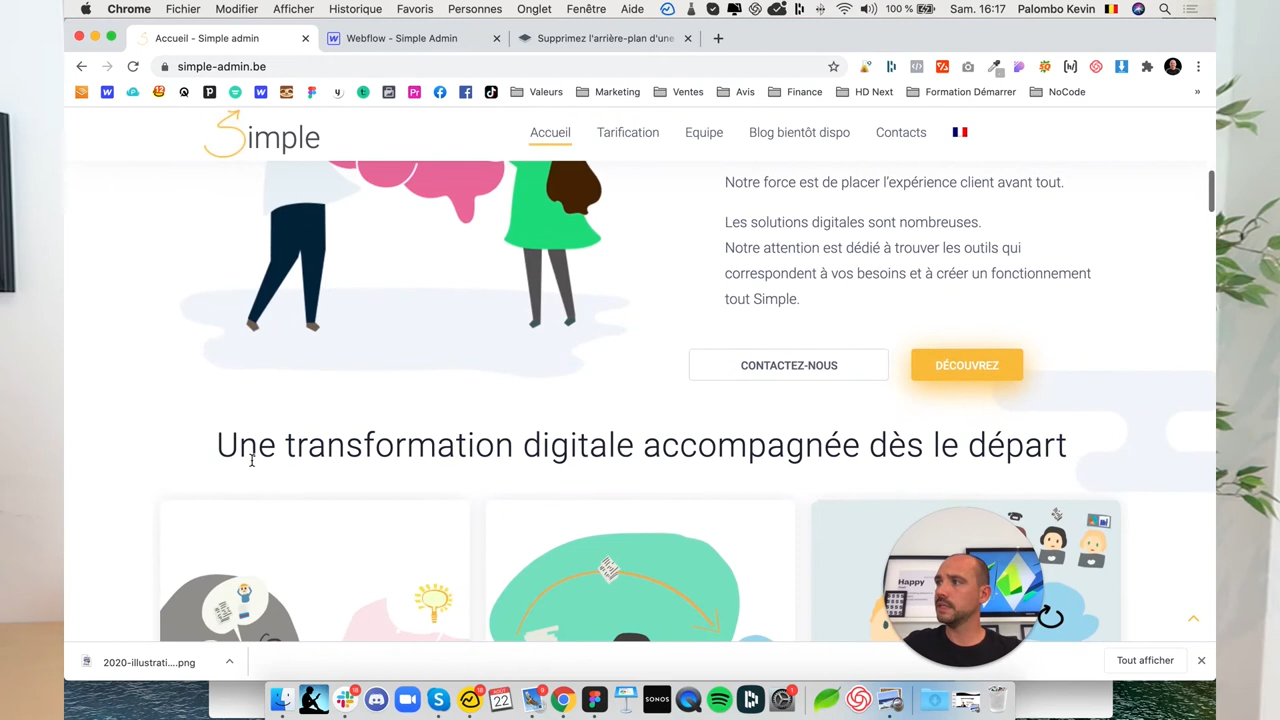 Chrome Fichier Modifier Afficher Historique Favoris Personnes Onglet Fenêtre Aide 100 % Sam. 16:17 Palombo Kevin
Accueil - Simple admin Webflow - Simple Admin Supprimez l'arrière-plan d'une
simple-admin.be
Valeurs Marketing Ventes Avis Finance HD Next Formation Démarrer NoCode »
Simple
Accueil Tarification Equipe Blog bientôt dispo Contacts
Notre force est de placer l'expérience client avant tout.
Les solutions digitales sont nombreuses.
Notre attention est dédié à trouver les outils qui
correspondent à vos besoins et à créer un fonctionnement
tout Simple.
CONTACTEZ-NOUS DÉCOUVREZ
Une transformation digitale accompagnée dès le départ
Happy
2020-illustrati....png Tout afficher
SONOS